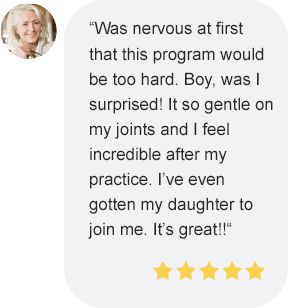 “Was nervous at first
that this program would
be too hard. Boy, was I
surprised! It so gentle on
my joints and I feel
incredible after my
practice. I’ve even
gotten my daughter to
join me. It’s great!!“